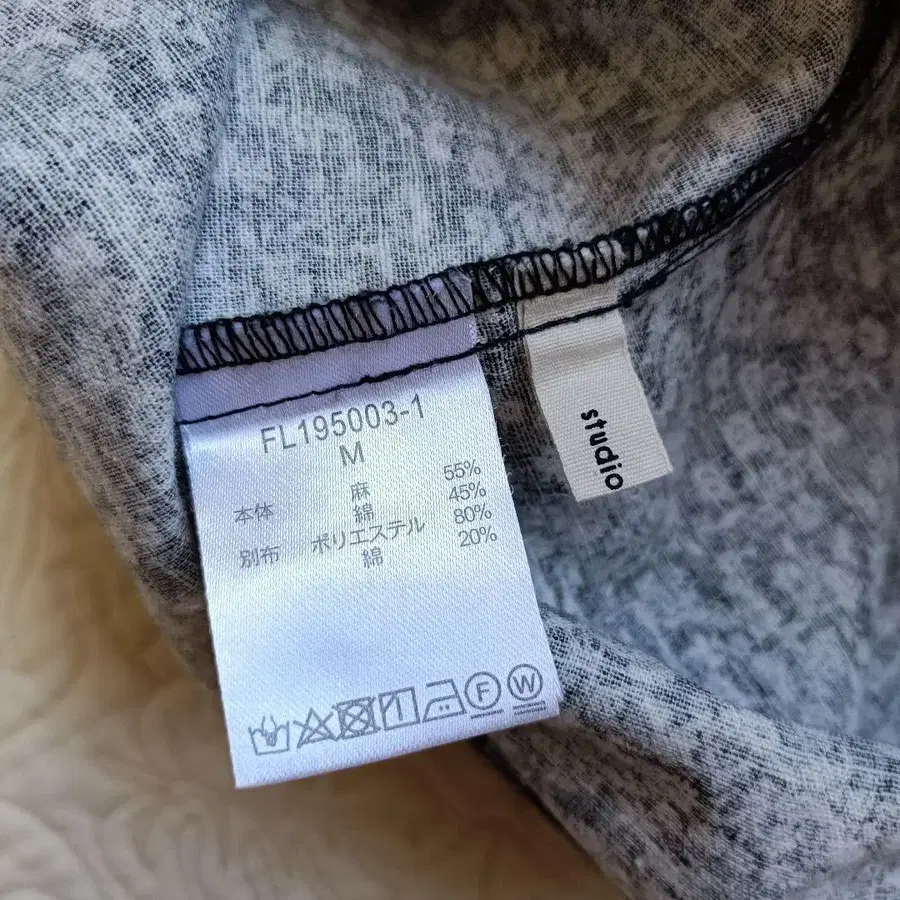 FL195003-1
M
本体 麻 55%
綿 45%
別布 ポリエステル 80%
綿 20%
F W
studio